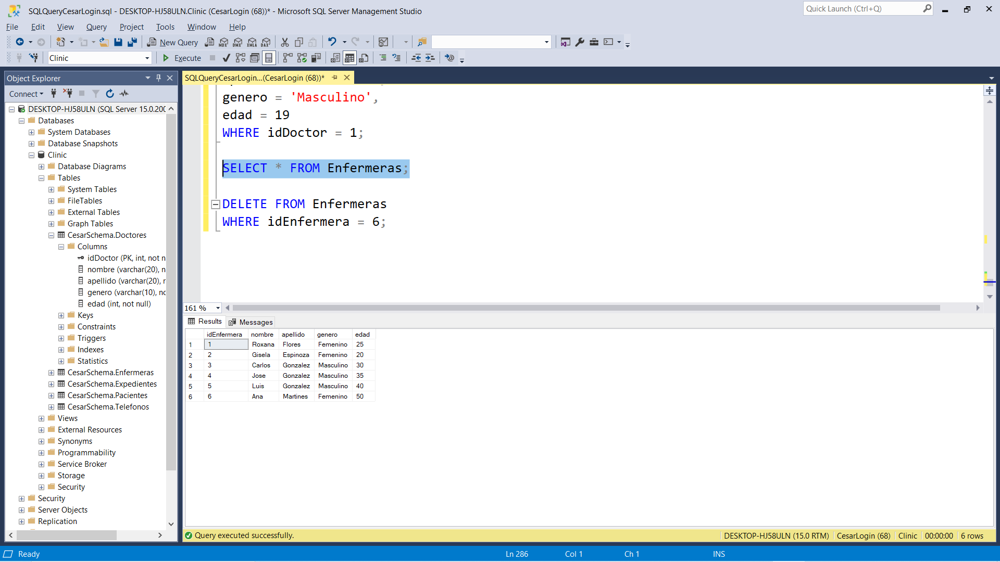 SQLQueryCesarLogin.sql - DESKTOP-HJ58ULN.Clinic (CesarLogin (68))* - Microsoft SQL Server Management Studio
Quick Launch (Ctrl+Q)
File Edit View Query Project Tools Window Help
New Query
MDX DMX XMLA DAX
Clinic
Execute
Object Explorer
Connect
DESKTOP-HJ58ULN (SQL Server 15.0.200
Databases
System Databases
Database Snapshots
Clinic
Database Diagrams
Tables
System Tables
FileTables
External Tables
Graph Tables
CesarSchema.Doctores
Columns
idDoctor (PK, int, not n
nombre (varchar(20), n
apellido (varchar(20), r
genero (varchar(10), nc
edad (int, not null)
Keys
Constraints
Triggers
Indexes
Statistics
CesarSchema.Enfermeras
CesarSchema.Expedientes
CesarSchema.Pacientes
CesarSchema.Telefonos
Views
External Resources
Synonyms
Programmability
Service Broker
Storage
Security
Security
Server Objects
Replication
SQLQueryCesarLogin...(CesarLogin (68))*
genero = 'Masculino',
edad = 19
WHERE idDoctor = 1;
SELECT * FROM Enfermeras;
DELETE FROM Enfermeras
WHERE idEnfermera = 6;
161 %
Results Messages
idEnfermera nombre apellido genero edad
1 1 Roxana Flores Femenino 25
2 2 Gisela Espinoza Femenino 20
3 3 Carlos Gonzalez Masculino 30
4 4 Jose Gonzalez Masculino 35
5 5 Luis Gonzalez Masculino 40
6 6 Ana Martines Femenino 50
Query executed successfully.
DESKTOP-HJ58ULN (15.0 RTM) CesarLogin (68) Clinic 00:00:00 6 rows
Ready Ln 286 Col 1 Ch 1 INS